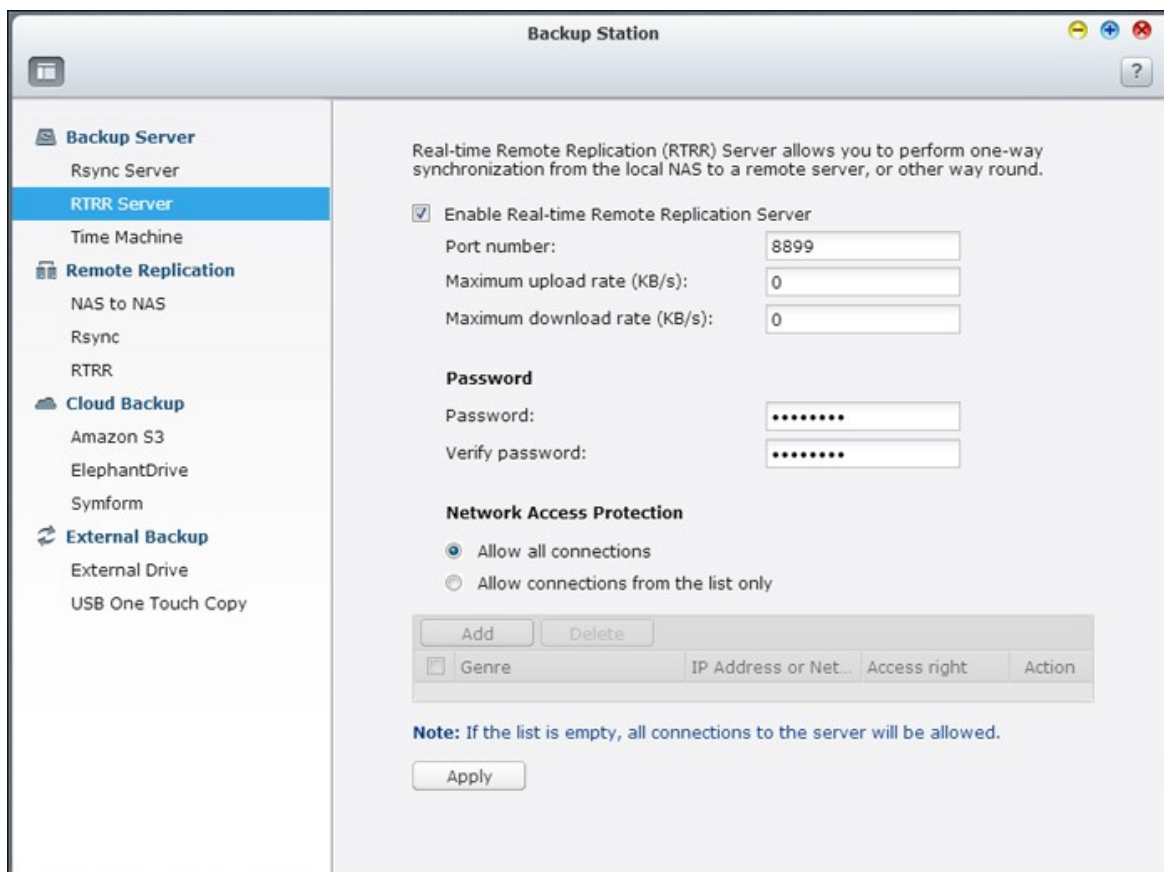 Backup Station
?
Backup Server
Rsync Server
RTRR Server
Time Machine
Remote Replication
NAS to NAS
Rsync
RTRR
Cloud Backup
Amazon S3
ElephantDrive
Symform
External Backup
External Drive
USB One Touch Copy
Real-time Remote Replication (RTRR) Server allows you to perform one-way
synchronization from the local NAS to a remote server, or other way round.
Enable Real-time Remote Replication Server
Port number: 8899
Maximum upload rate (KB/s): 0
Maximum download rate (KB/s): 0
Password
Password: ••••••••
Verify password: ••••••••
Network Access Protection
Allow all connections
Allow connections from the list only
Add Delete
Genre IP Address or Net... Access right Action
Note: If the list is empty, all connections to the server will be allowed.
Apply